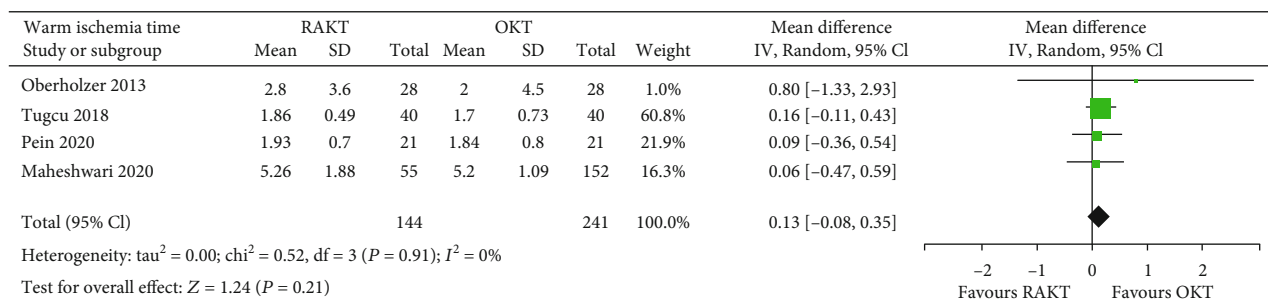 Warm ischemia time RAKT OKT Mean difference Mean difference
Study or subgroup Mean SD Total Mean SD Total Weight IV, Random, 95% Cl IV, Random, 95% Cl
Oberholzer 2013 2.8 3.6 28 2 4.5 28 1.0% 0.80 [–1.33, 2.93]
Tugcu 2018 1.86 0.49 40 1.7 0.73 40 60.8% 0.16 [–0.11, 0.43]
Pein 2020 1.93 0.7 21 1.84 0.8 21 21.9% 0.09 [–0.36, 0.54]
Maheshwari 2020 5.26 1.88 55 5.2 1.09 152 16.3% 0.06 [–0.47, 0.59]
Total (95% Cl) 144 241 100.0% 0.13 [–0.08, 0.35]
Heterogeneity: tau² = 0.00; chi² = 0.52, df = 3 (P = 0.91); I² = 0%
Test for overall effect: Z = 1.24 (P = 0.21)
–2 –1 0 1 2
Favours RAKT Favours OKT